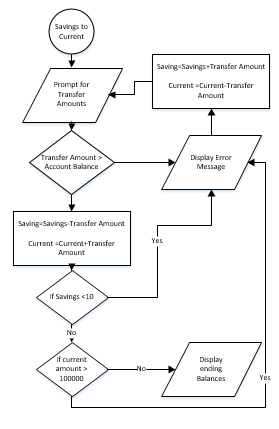 Savings to
Current
Saving=Savings+Transfer Amount
Current =Current-Transfer
Amount
Prompt for
Transfer
Amounts
Transfer Amount >
Account Balance
Display Error
Message
Saving=Savings-Transfer Amount
Current =Current+Transfer
Amount
Yes
If Savings <10
No
If current
amount >
100000
No
Display
ending
Balances
Yes